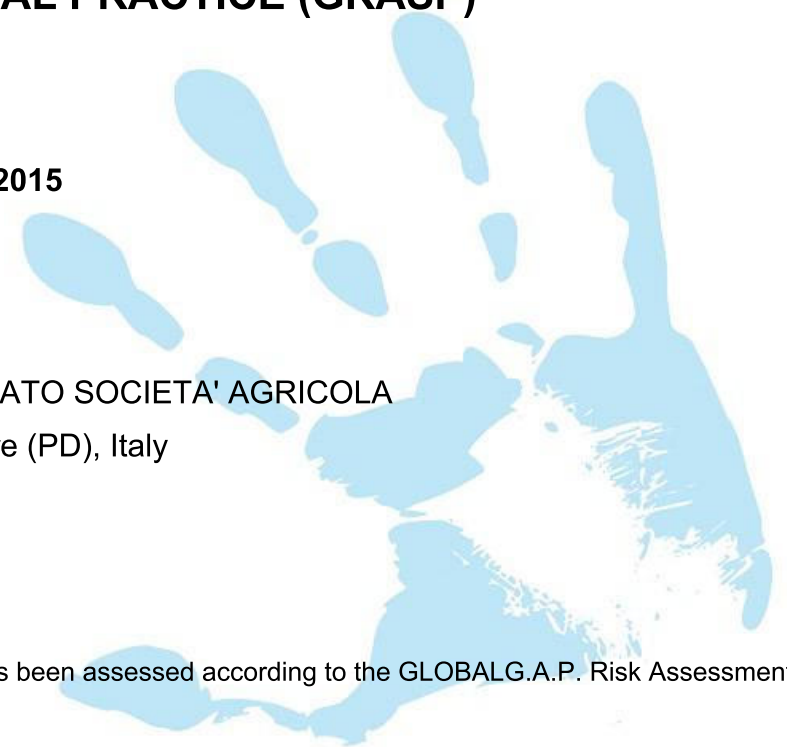 AL PRACTICE (GRASP)
2015
ATO SOCIETA' AGRICOLA
e (PD), Italy
s been assessed according to the GLOBALG.A.P. Risk Assessment